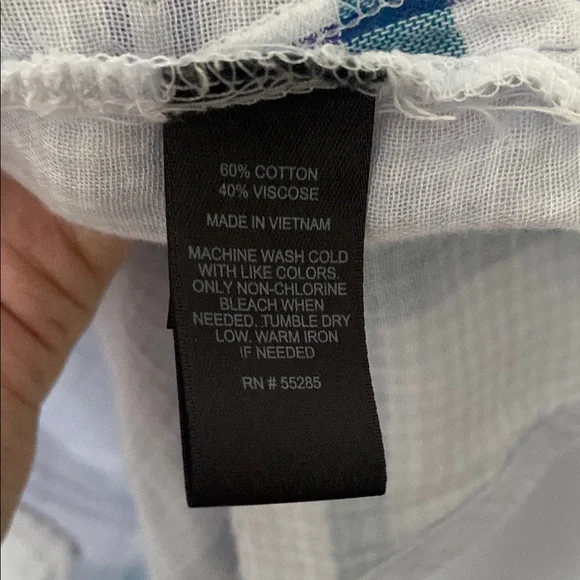 60% COTTON
40% VISCOSE
MADE IN VIETNAM
MACHINE WASH COLD
WITH LIKE COLORS.
ONLY NON-CHLORINE
BLEACH WHEN
NEEDED. TUMBLE DRY
LOW. WARM IRON
IF NEEDED
RN # 55285